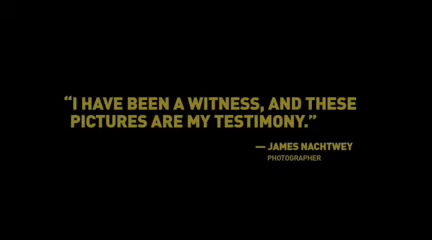 “I HAVE BEEN A WITNESS, AND THESE
PICTURES ARE MY TESTIMONY.”
— JAMES NACHTWEY
PHOTOGRAPHER